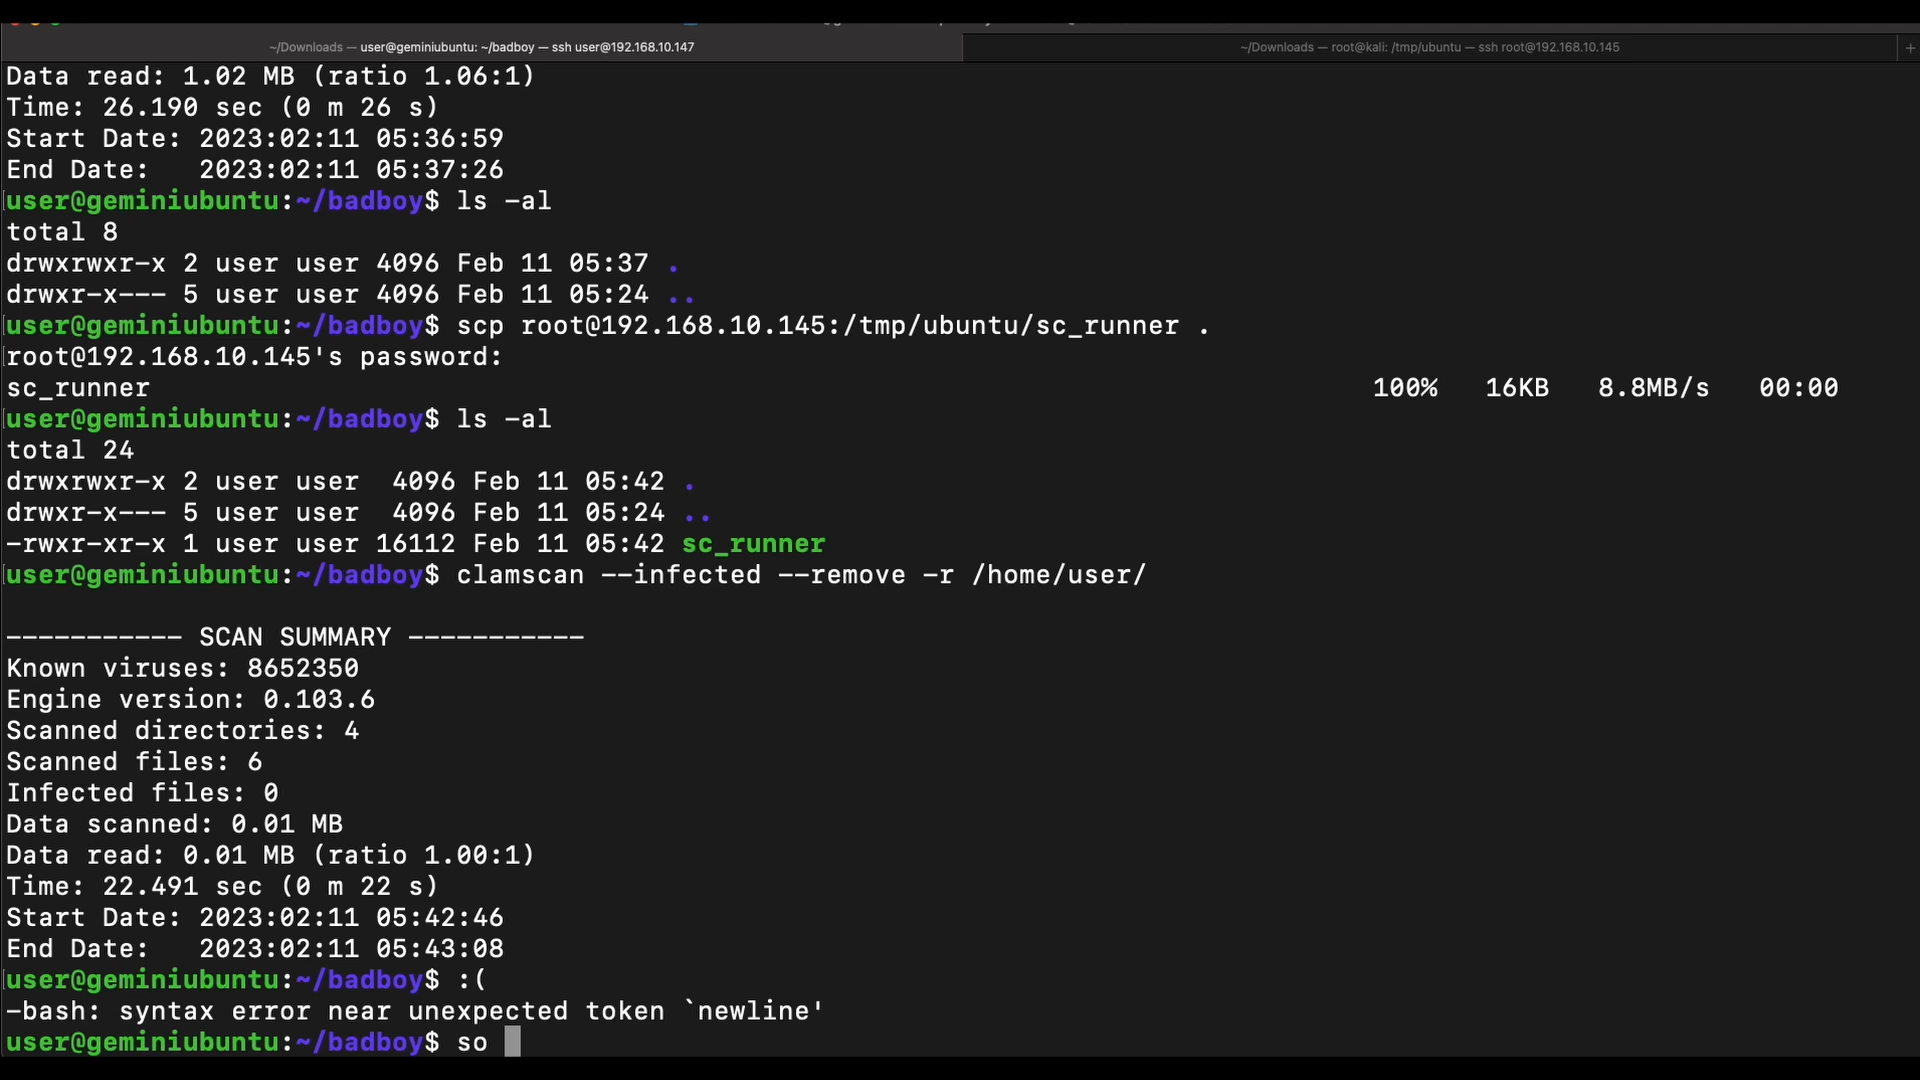 ~/Downloads — user@geminiubuntu: ~/badboy — ssh user@192.168.10.147
~/Downloads — root@kali: /tmp/ubuntu — ssh root@192.168.10.145
+
Data read: 1.02 MB (ratio 1.06:1)
Time: 26.190 sec (0 m 26 s)
Start Date: 2023:02:11 05:36:59
End Date:   2023:02:11 05:37:26
user@geminiubuntu:~/badboy$ ls -al
total 8
drwxrwxr-x 2 user user 4096 Feb 11 05:37 .
drwxr-x--- 5 user user 4096 Feb 11 05:24 ..
user@geminiubuntu:~/badboy$ scp root@192.168.10.145:/tmp/ubuntu/sc_runner .
root@192.168.10.145's password:
sc_runner 100% 16KB 8.8MB/s 00:00
user@geminiubuntu:~/badboy$ ls -al
total 24
drwxrwxr-x 2 user user  4096 Feb 11 05:42 .
drwxr-x--- 5 user user  4096 Feb 11 05:24 ..
-rwxr-xr-x 1 user user 16112 Feb 11 05:42 sc_runner
user@geminiubuntu:~/badboy$ clamscan --infected --remove -r /home/user/
----------- SCAN SUMMARY -----------
Known viruses: 8652350
Engine version: 0.103.6
Scanned directories: 4
Scanned files: 6
Infected files: 0
Data scanned: 0.01 MB
Data read: 0.01 MB (ratio 1.00:1)
Time: 22.491 sec (0 m 22 s)
Start Date: 2023:02:11 05:42:46
End Date:   2023:02:11 05:43:08
user@geminiubuntu:~/badboy$ :(
-bash: syntax error near unexpected token `newline'
user@geminiubuntu:~/badboy$ so